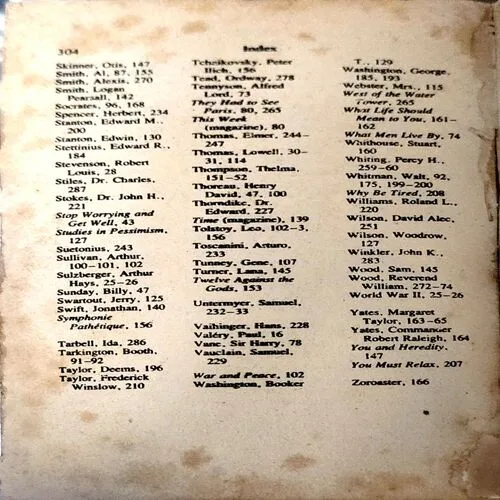 304
Index
Skinner, Otis, 147
Smith, Al, 87, 155
Smith, Alexis, 270
Smith, Logan
Pearsall, 142
Socrates, 96, 168
Spencer, Herbert, 234
Stanton, Edward M.,
200
Stanton, Edwin, 130
Stettinius, Edward R.,
184
Stevenson, Robert
Louis, 28
Stiles, Dr. Charles,
287
Stokes, Dr. John H.,
221
Stop Worrying and
Get Well, 43
Studies in Pessimism,
127
Suetonius, 243
Sullivan, Arthur,
100–101, 102
Sulzberger, Arthur
Hays, 25–26
Sunday, Billy, 47
Swartout, Jerry, 125
Swift, Jonathan, 140
Symphonie
Pathétique, 156
Tarbell, Ida, 286
Tarkington, Booth,
91–92
Taylor, Deems, 196
Taylor, Frederick
Winslow, 210
Tchaikovsky, Peter
Ilich, 156
Tead, Ordway, 278
Tennyson, Alfred
Lord, 73
They Had to See
Paris, 80, 265
This Week
(magazine), 80
Thomas, Elmer, 244–
247
Thomas, Lowell, 30–
31, 114
Thompson, Thelma,
151–52
Thoreau, Henry
David, 47, 100
Thorndike, Dr.
Edward, 227
Time (magazine), 139
Tolstoy, Leo, 102–3,
156
Toscanini, Arturo,
233
Tunney, Gene, 107
Turner, Lana, 145
Twelve Against the
Gods, 153
Untermyer, Samuel,
232–33
Vaihinger, Hans, 228
Valéry, Paul, 16
Vane, Sir Harry, 78
Vauclain, Samuel,
229
War and Peace, 102
Washington, Booker
T., 129
Washington, George,
185, 193
Webster, Mrs., 115
West of the Water
Tower, 265
What Life Should
Mean to You, 161–
162
What Men Live By, 74
Whithouse, Stuart,
160
Whiting, Percy H.,
259–60
Whitman, Walt, 92,
175, 199–200
Why Be Tired, 208
Williams, Roland L.,
220
Wilson, David Alec,
251
Wilson, Woodrow,
127
Winkler, John K.,
283
Wood, Sam, 145
Wood, Reverend
William, 272–74
World War II, 25–26
Yates, Margaret
Taylor, 163–65
Yates, Commander
Robert Raleigh, 164
You and Heredity,
147
You Must Relax, 207
Zoroaster, 166